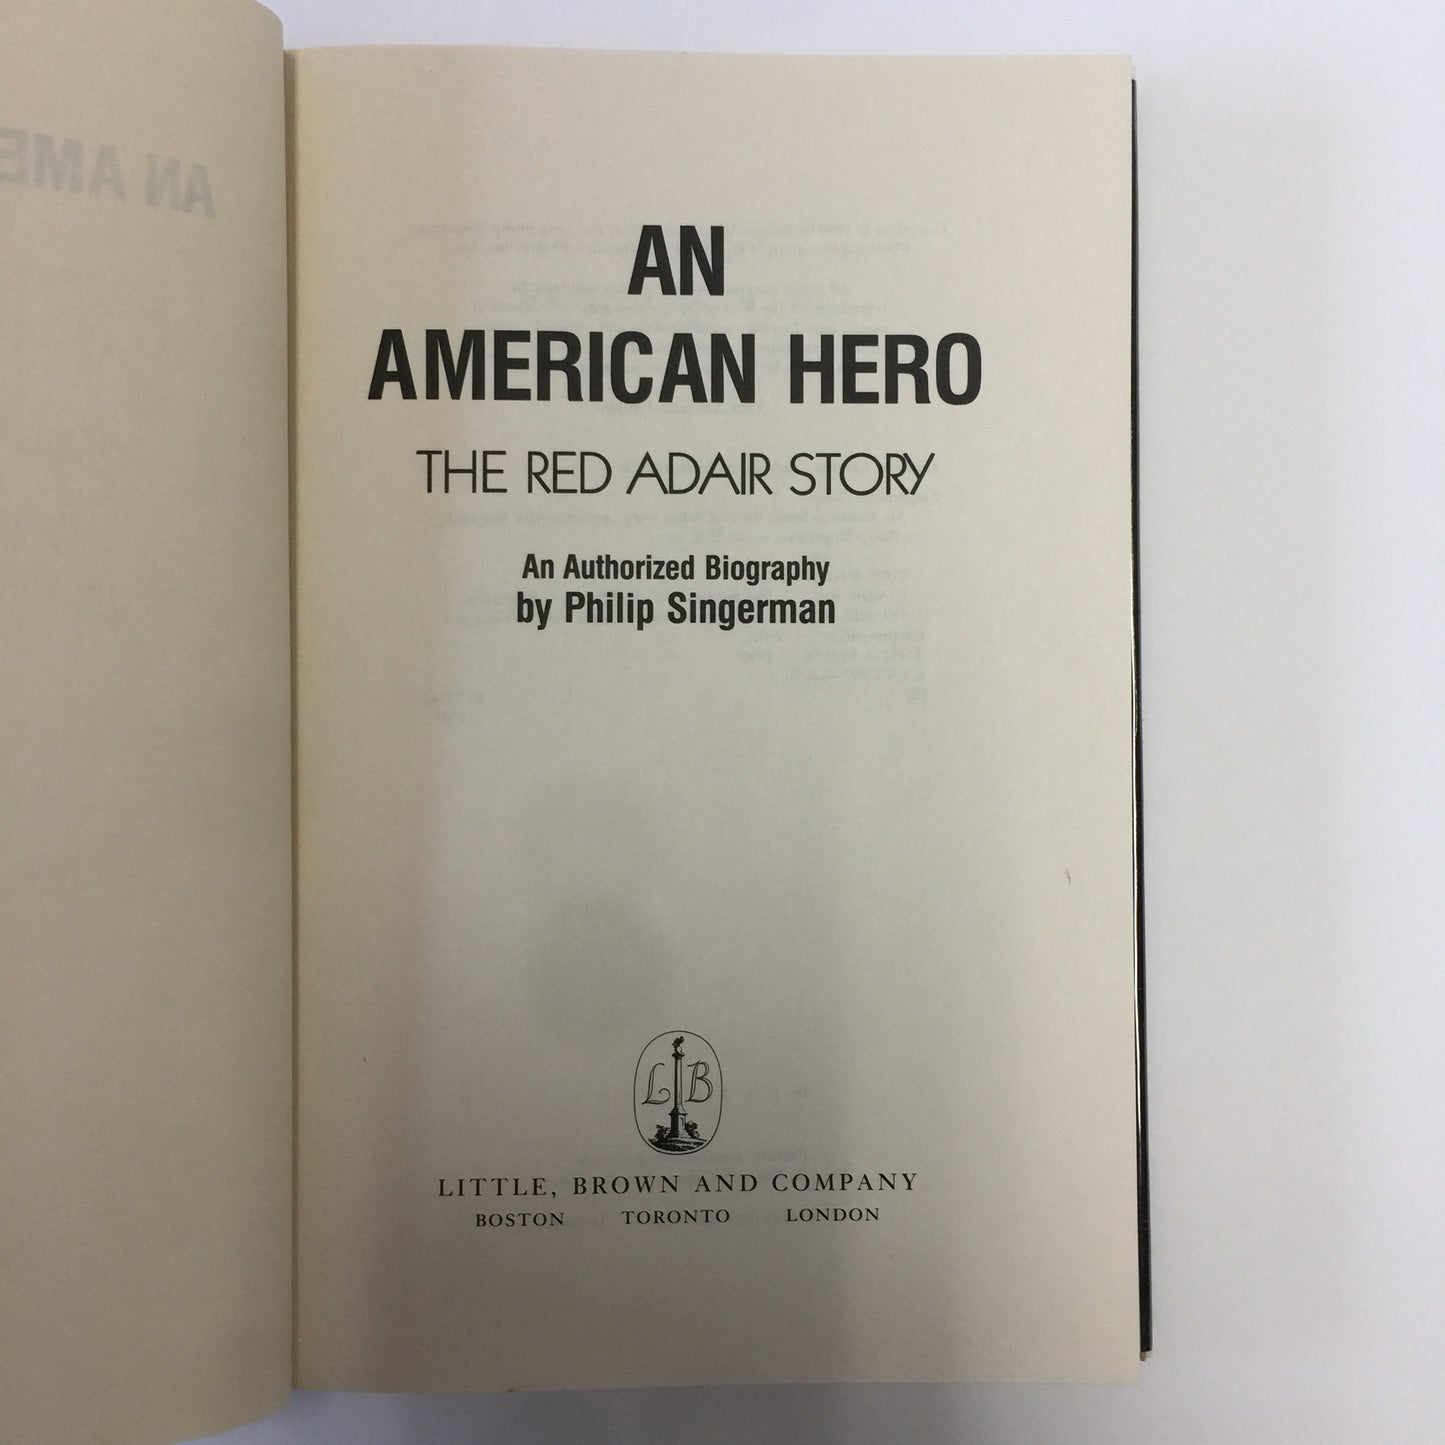 AN
AMERICAN HERO
THE RED ADAIR STORY
An Authorized Biography
by Philip Singerman
L B
LITTLE, BROWN AND COMPANY
BOSTON TORONTO LONDON